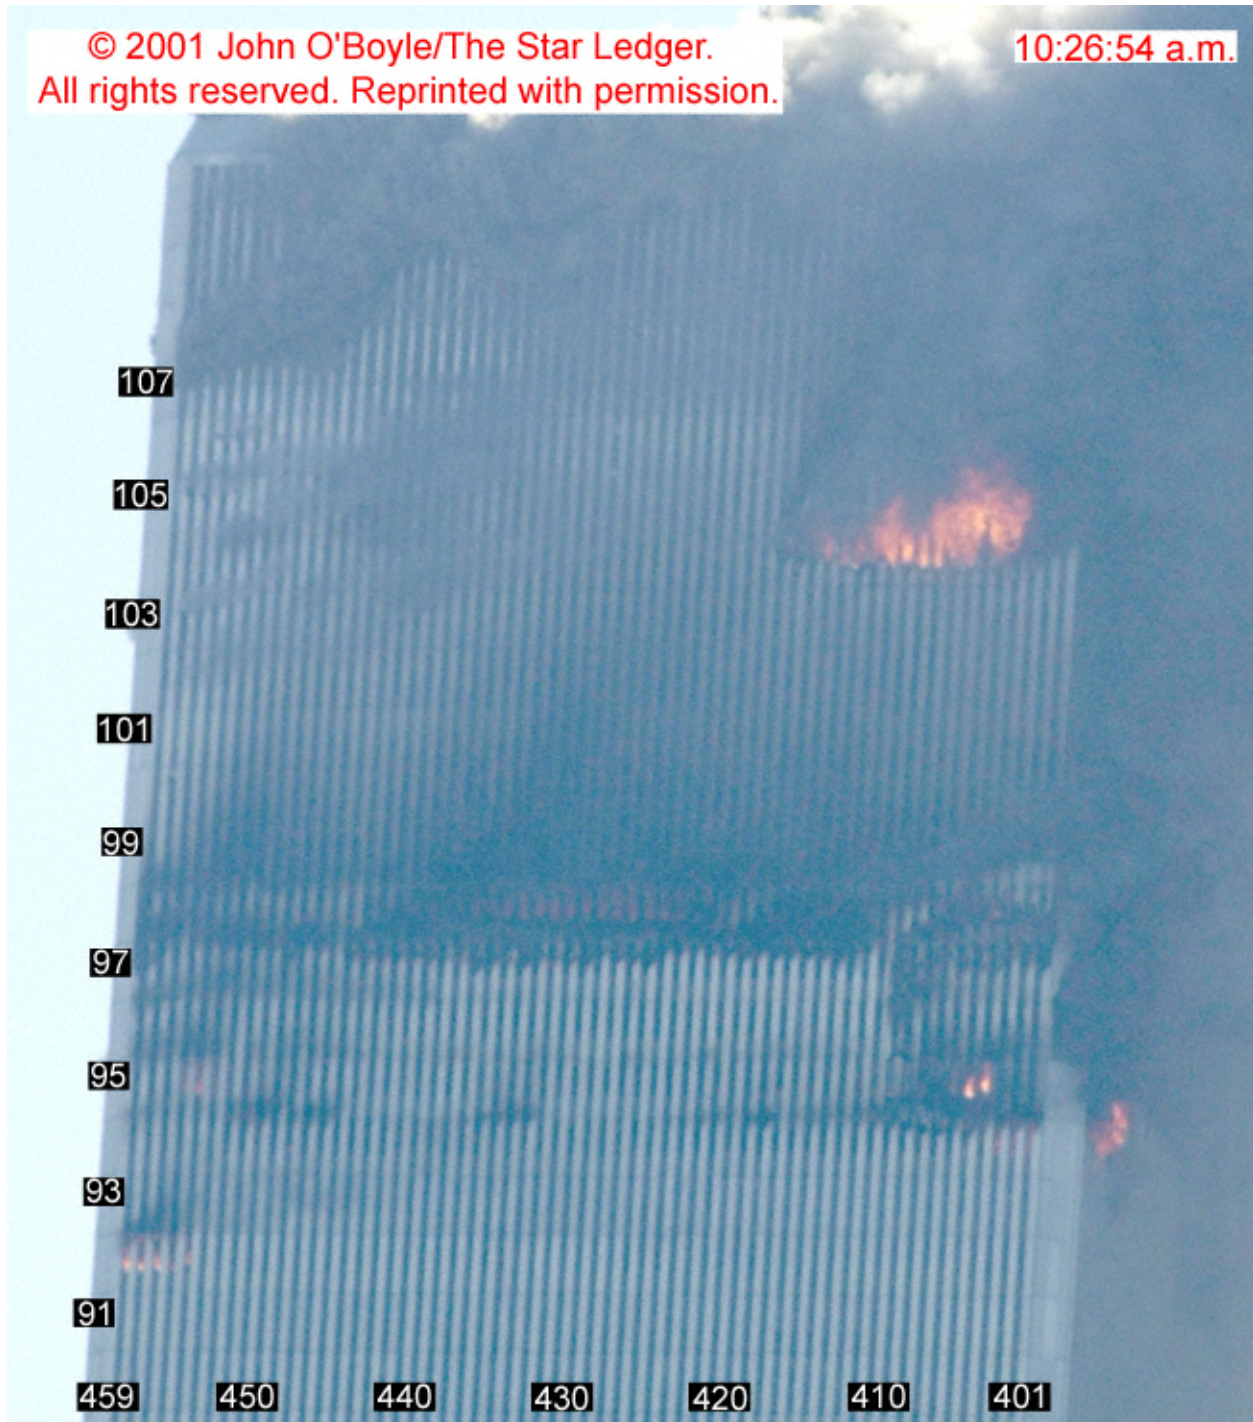 © 2001 John O'Boyle/The Star Ledger.
All rights reserved. Reprinted with permission.
10:26:54 a.m.
107
105
103
101
99
97
95
93
91
459 450 440 430 420 410 401